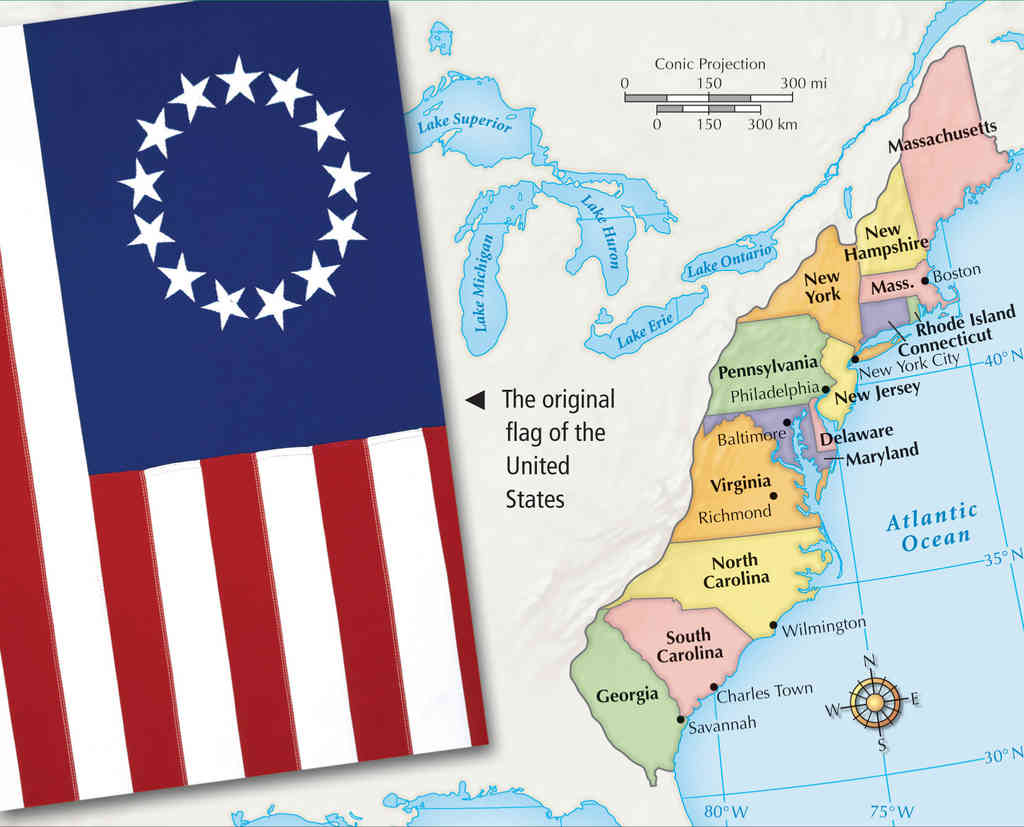 Conic Projection
0 150 300 mi
0 150 300 km
Lake Superior
Lake Michigan
Lake Huron
Lake Ontario
Lake Erie
Massachusetts
New
Hampshire
New
York
Mass.
Boston
Rhode Island
Connecticut
New York City
40°N
Pennsylvania
Philadelphia
New Jersey
Baltimore
Delaware
Maryland
◄ The original
flag of the
United
States
Virginia
Richmond
Atlantic
Ocean
35°N
North
Carolina
Wilmington
South
Carolina
Charles Town
Georgia
Savannah
N
W E
S
30°N
80°W 75°W